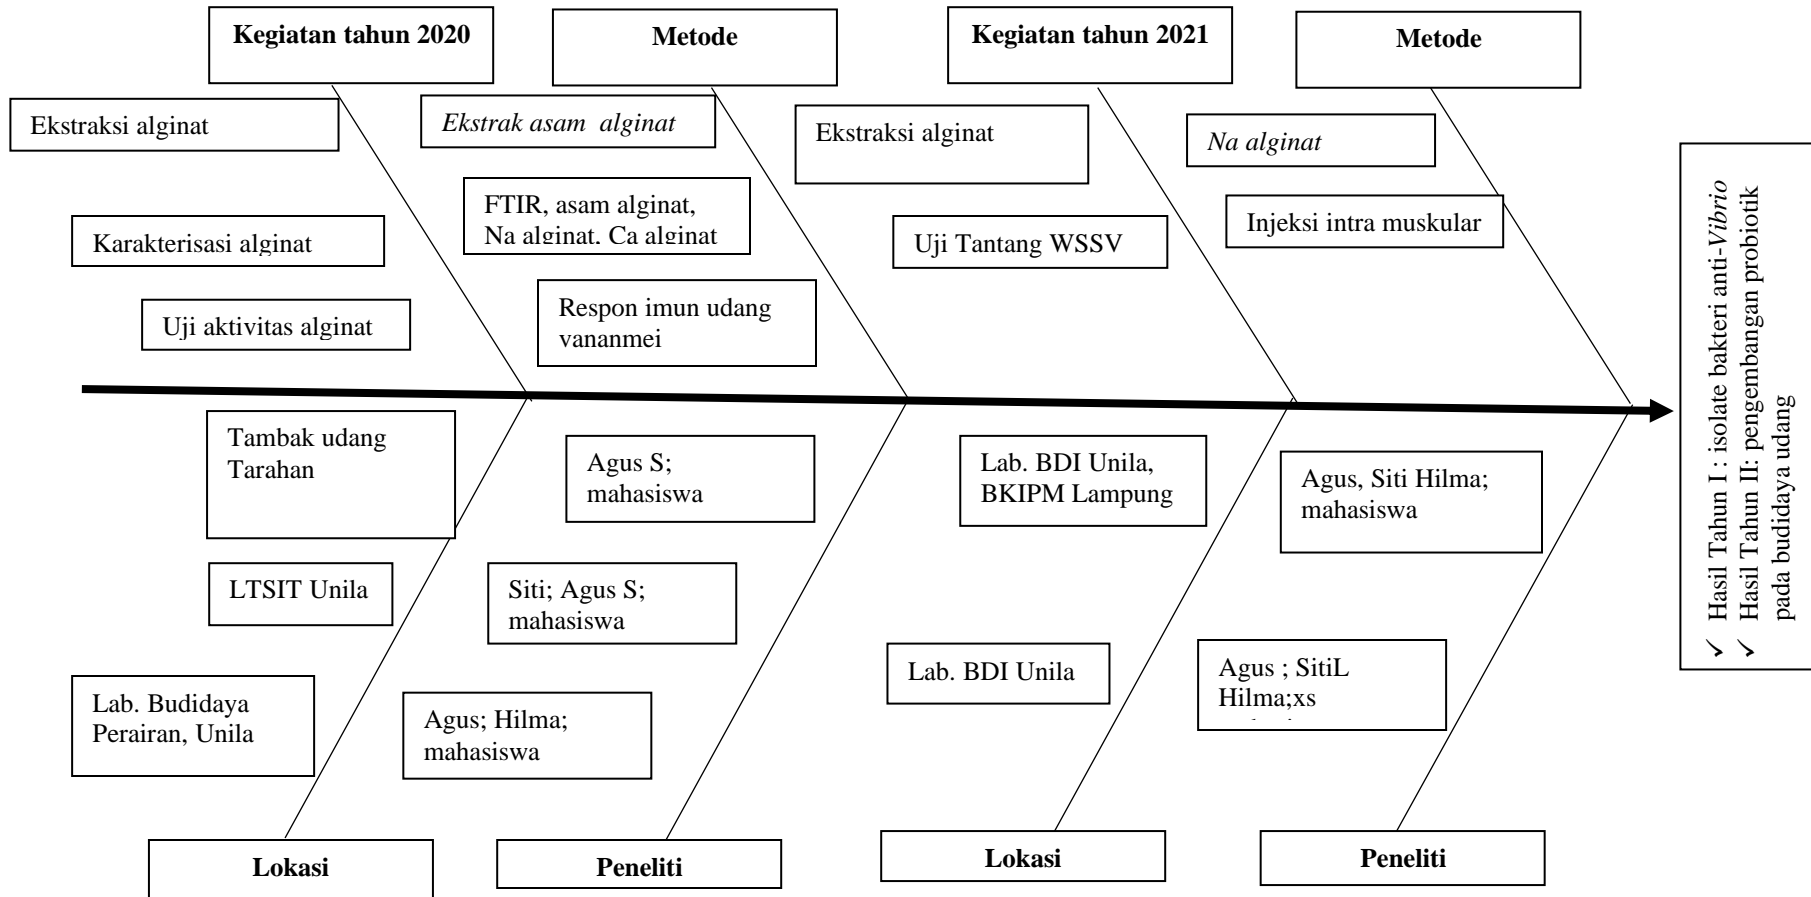 Kegiatan tahun 2020
Metode
Kegiatan tahun 2021
Metode
Ekstraksi alginat
Ekstrak asam  alginat
Ekstraksi alginat
Na alginat
Karakterisasi alginat
FTIR, asam alginat,
Na alginat, Ca alginat
Uji Tantang WSSV
Injeksi intra muskular
Uji aktivitas alginat
Respon imun udang
vananmei
Tambak udang
Tarahan
Agus S;
mahasiswa
Lab. BDI Unila,
BKIPM Lampung
Agus, Siti Hilma;
mahasiswa
LTSIT Unila
Siti; Agus S;
mahasiswa
Lab. BDI Unila
Agus ; SitiL
Hilma;xs
Lab. Budidaya
Perairan, Unila
Agus; Hilma;
mahasiswa
Lokasi
Peneliti
Lokasi
Peneliti
✓ Hasil Tahun I : isolate bakteri anti-Vibrio
✓ Hasil Tahun II: pengembangan probiotik
pada budidaya udang